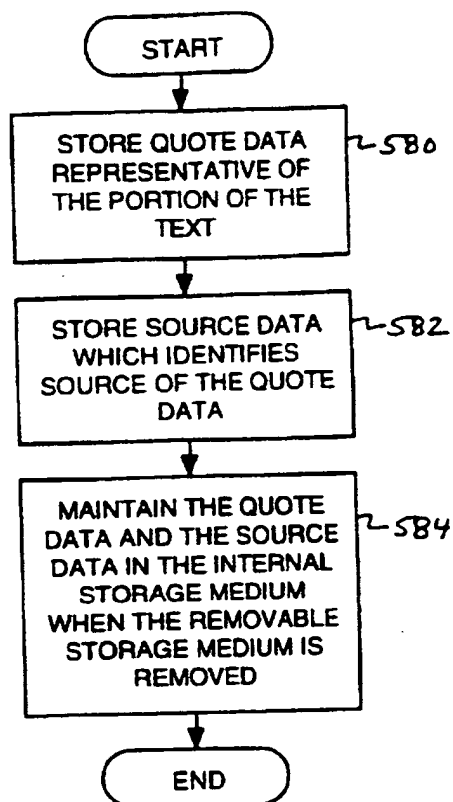 START
STORE QUOTE DATA
REPRESENTATIVE OF
THE PORTION OF THE
TEXT
580
STORE SOURCE DATA
WHICH IDENTIFIES
SOURCE OF THE QUOTE
DATA
582
MAINTAIN THE QUOTE
DATA AND THE SOURCE
DATA IN THE INTERNAL
STORAGE MEDIUM
WHEN THE REMOVABLE
STORAGE MEDIUM IS
REMOVED
584
END